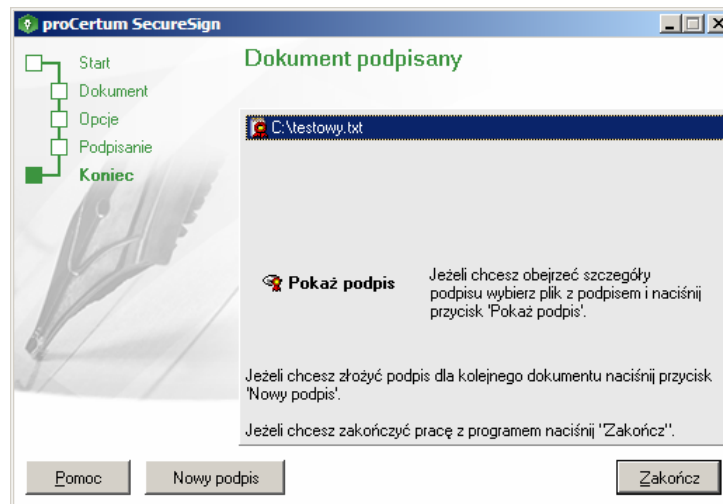 proCertum SecureSign
Start
Dokument
Opcje
Podpisanie
Koniec
Dokument podpisany
C:\testowy.txt
Pokaż podpis
Jeżeli chcesz obejrzeć szczegóły
podpisu wybierz plik z podpisem i naciśnij
przycisk 'Pokaż podpis'.
Jeżeli chcesz złożyć podpis dla kolejnego dokumentu naciśnij przycisk
'Nowy podpis'.
Jeżeli chcesz zakończyć pracę z programem naciśnij "Zakończ".
Pomoc
Nowy podpis
Zakończ